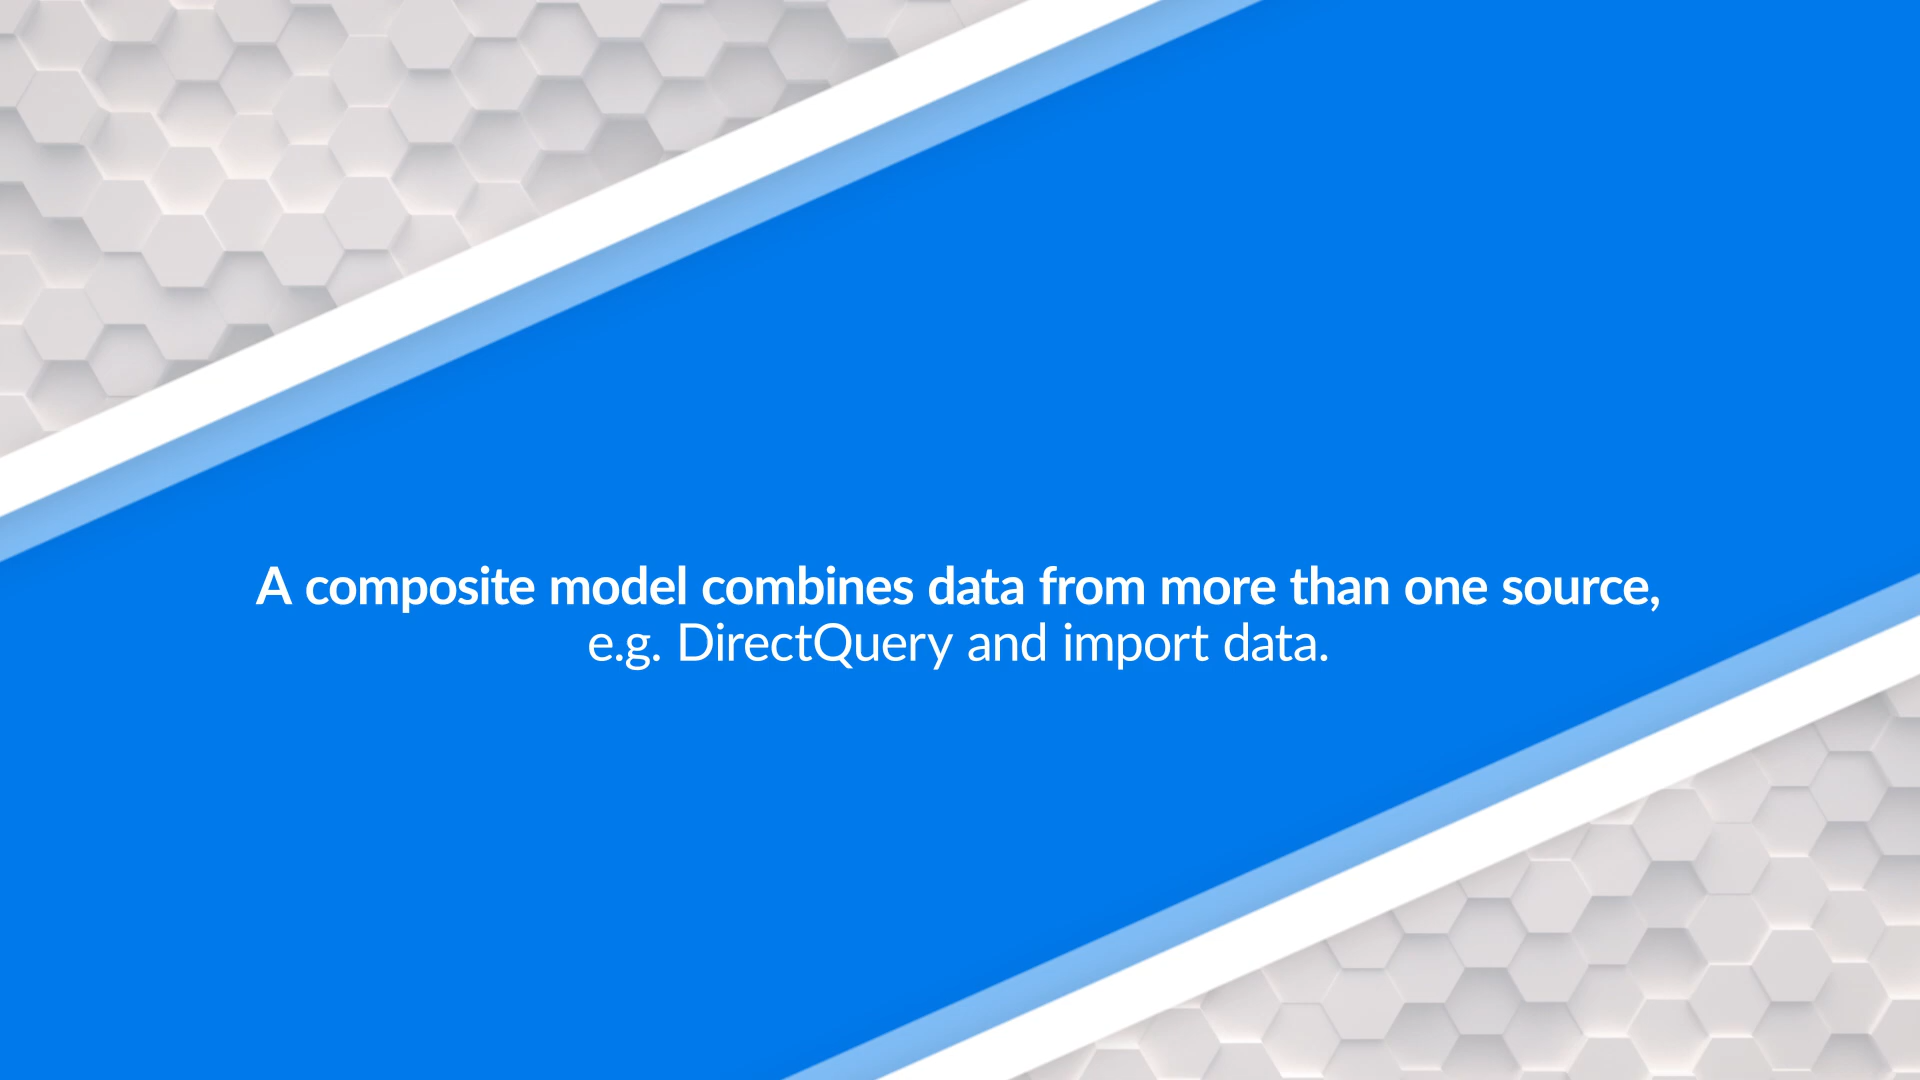 A composite model combines data from more than one source,
e.g. DirectQuery and import data.